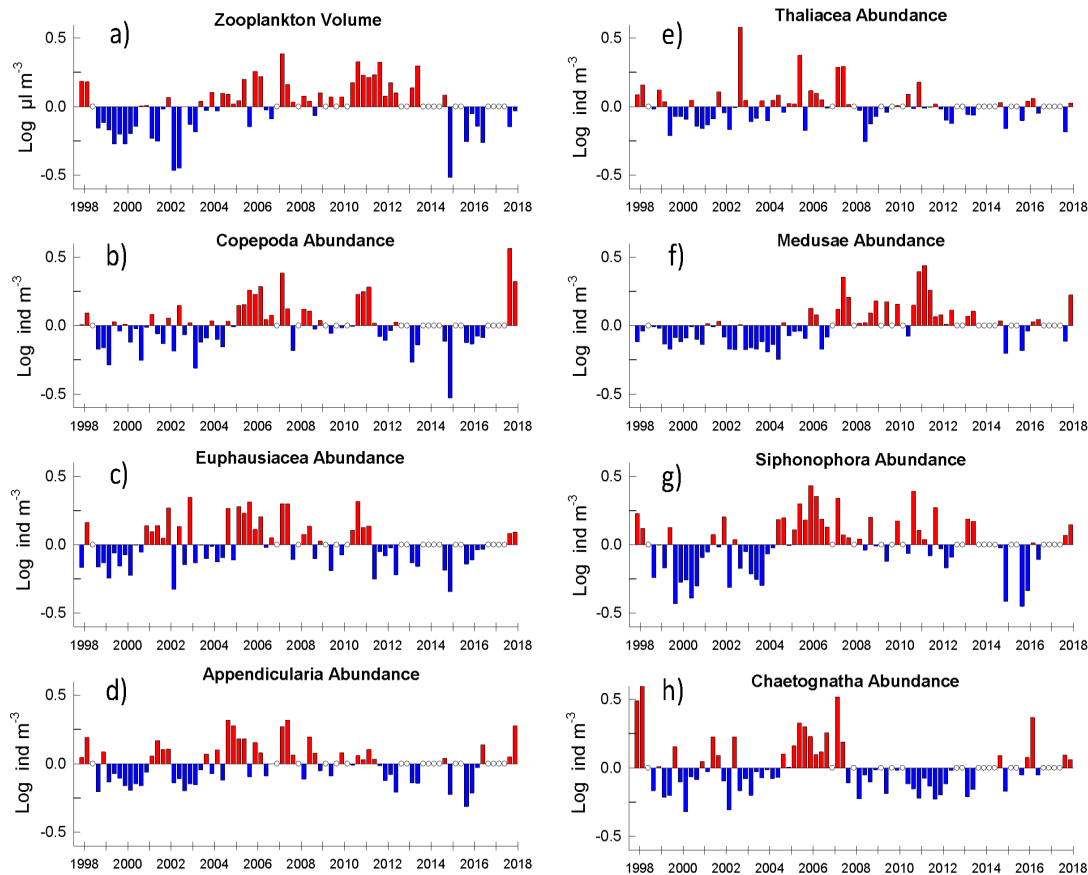 a)
Zooplankton Volume
Log µl m-3
0.5
0.0
-0.5
1998 2000 2002 2004 2006 2008 2010 2012 2014 2016 2018
b)
Copepoda Abundance
Log ind m-3
0.5
0.0
-0.5
1998 2000 2002 2004 2006 2008 2010 2012 2014 2016 2018
c)
Euphausiacea Abundance
Log ind m-3
0.5
0.0
-0.5
1998 2000 2002 2004 2006 2008 2010 2012 2014 2016 2018
d)
Appendicularia Abundance
Log ind m-3
0.5
0.0
-0.5
1998 2000 2002 2004 2006 2008 2010 2012 2014 2016 2018
e)
Thaliacea Abundance
Log ind m-3
0.5
0.0
-0.5
1998 2000 2002 2004 2006 2008 2010 2012 2014 2016 2018
f)
Medusae Abundance
Log ind m-3
0.5
0.0
-0.5
1998 2000 2002 2004 2006 2008 2010 2012 2014 2016 2018
g)
Siphonophora Abundance
Log ind m-3
0.5
0.0
-0.5
1998 2000 2002 2004 2006 2008 2010 2012 2014 2016 2018
h)
Chaetognatha Abundance
Log ind m-3
0.5
0.0
-0.5
1998 2000 2002 2004 2006 2008 2010 2012 2014 2016 2018